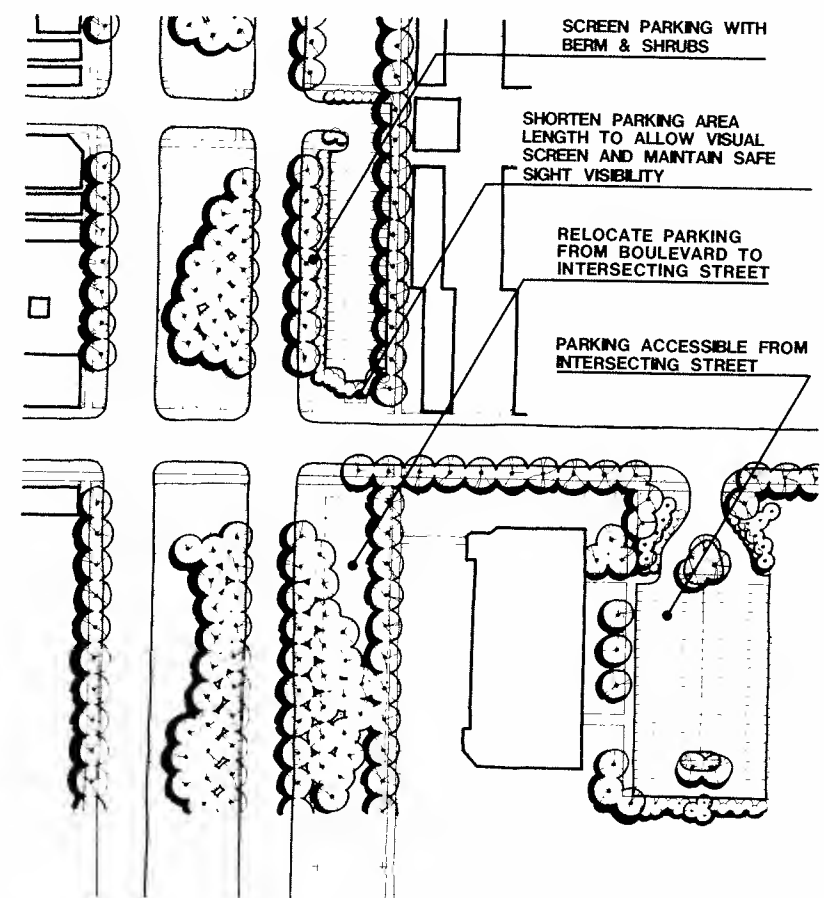 SCREEN PARKING WITH
BERM & SHRUBS
SHORTEN PARKING AREA
LENGTH TO ALLOW VISUAL
SCREEN AND MAINTAIN SAFE
SIGHT VISIBILITY
RELOCATE PARKING
FROM BOULEVARD TO
INTERSECTING STREET
PARKING ACCESSIBLE FROM
INTERSECTING STREET